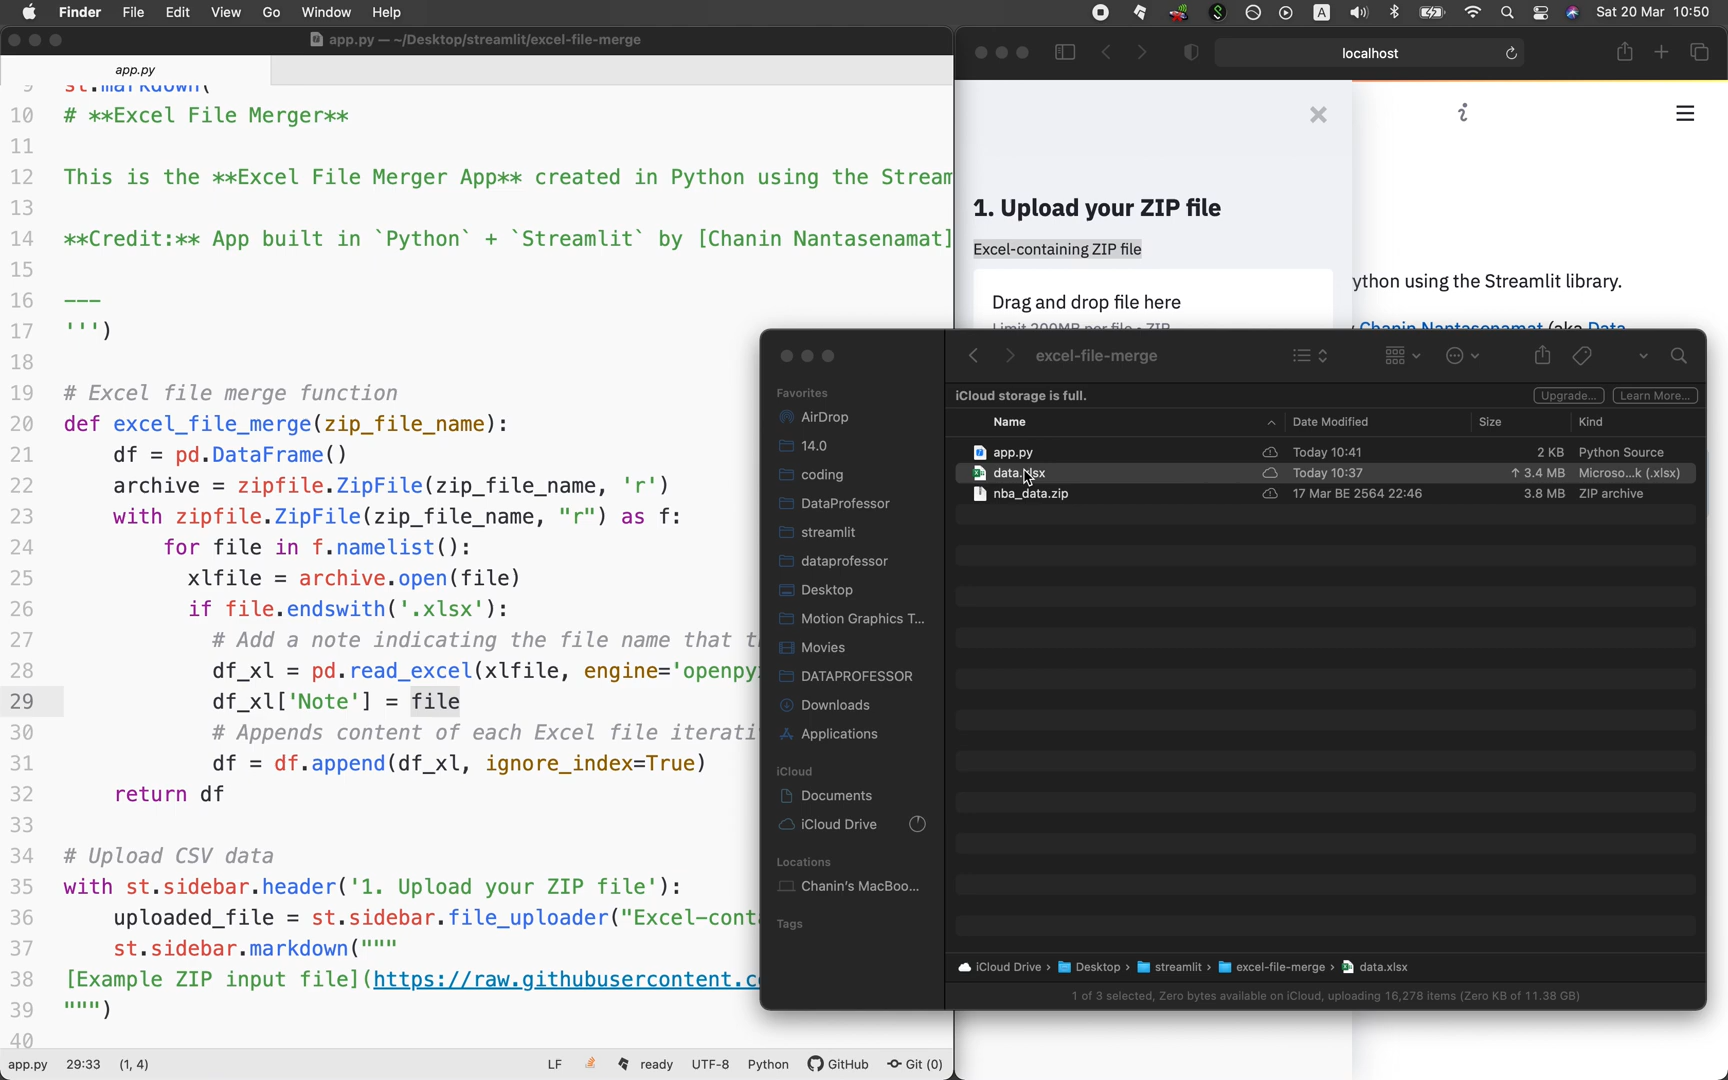 Finder File Edit View Go Window Help
A
Sat 20 Mar 10:50
app.py — ~/Desktop/streamlit/excel-file-merge
app.py
9 st.markdown(
10 # **Excel File Merger**
11
12 This is the **Excel File Merger App** created in Python using the Stream
13
14 **Credit:** App built in `Python` + `Streamlit` by [Chanin Nantasenamat]
15
16 ---
17 ''')
18
19 # Excel file merge function
20 def excel_file_merge(zip_file_name):
21 df = pd.DataFrame()
22 archive = zipfile.ZipFile(zip_file_name, 'r')
23 with zipfile.ZipFile(zip_file_name, "r") as f:
24 for file in f.namelist():
25 xlfile = archive.open(file)
26 if file.endswith('.xlsx'):
27 # Add a note indicating the file name that
28 df_xl = pd.read_excel(xlfile, engine='openpy
29 df_xl['Note'] = file
30 # Appends content of each Excel file iterati
31 df = df.append(df_xl, ignore_index=True)
32 return df
33
34 # Upload CSV data
35 with st.sidebar.header('1. Upload your ZIP file'):
36 uploaded_file = st.sidebar.file_uploader("Excel-cont
37 st.sidebar.markdown("""
38 [Example ZIP input file](https://raw.githubusercontent.c
39 """)
40
app.py 29:33 (1, 4) LF ready UTF-8 Python GitHub Git (0)
localhost
1. Upload your ZIP file
Excel-containing ZIP file
Drag and drop file here
Limit 200MB per file • ZIP
ython using the Streamlit library.
Chanin Nantasenamat (aka Data
excel-file-merge
iCloud storage is full. Upgrade... Learn More...
Name Date Modified Size Kind
app.py Today 10:41 2 KB Python Source
data.xlsx Today 10:37 ↑ 3.4 MB Microso...k (.xlsx)
nba_data.zip 17 Mar BE 2564 22:46 3.8 MB ZIP archive
Favorites
AirDrop
14.0
coding
DataProfessor
streamlit
dataprofessor
Desktop
Motion Graphics T...
Movies
DATAPROFESSOR
Downloads
Applications
iCloud
Documents
iCloud Drive
Locations
Chanin's MacBoo...
Tags
iCloud Drive › Desktop › streamlit › excel-file-merge › data.xlsx
1 of 3 selected, Zero bytes available on iCloud, uploading 16,278 items (Zero KB of 11.38 GB)